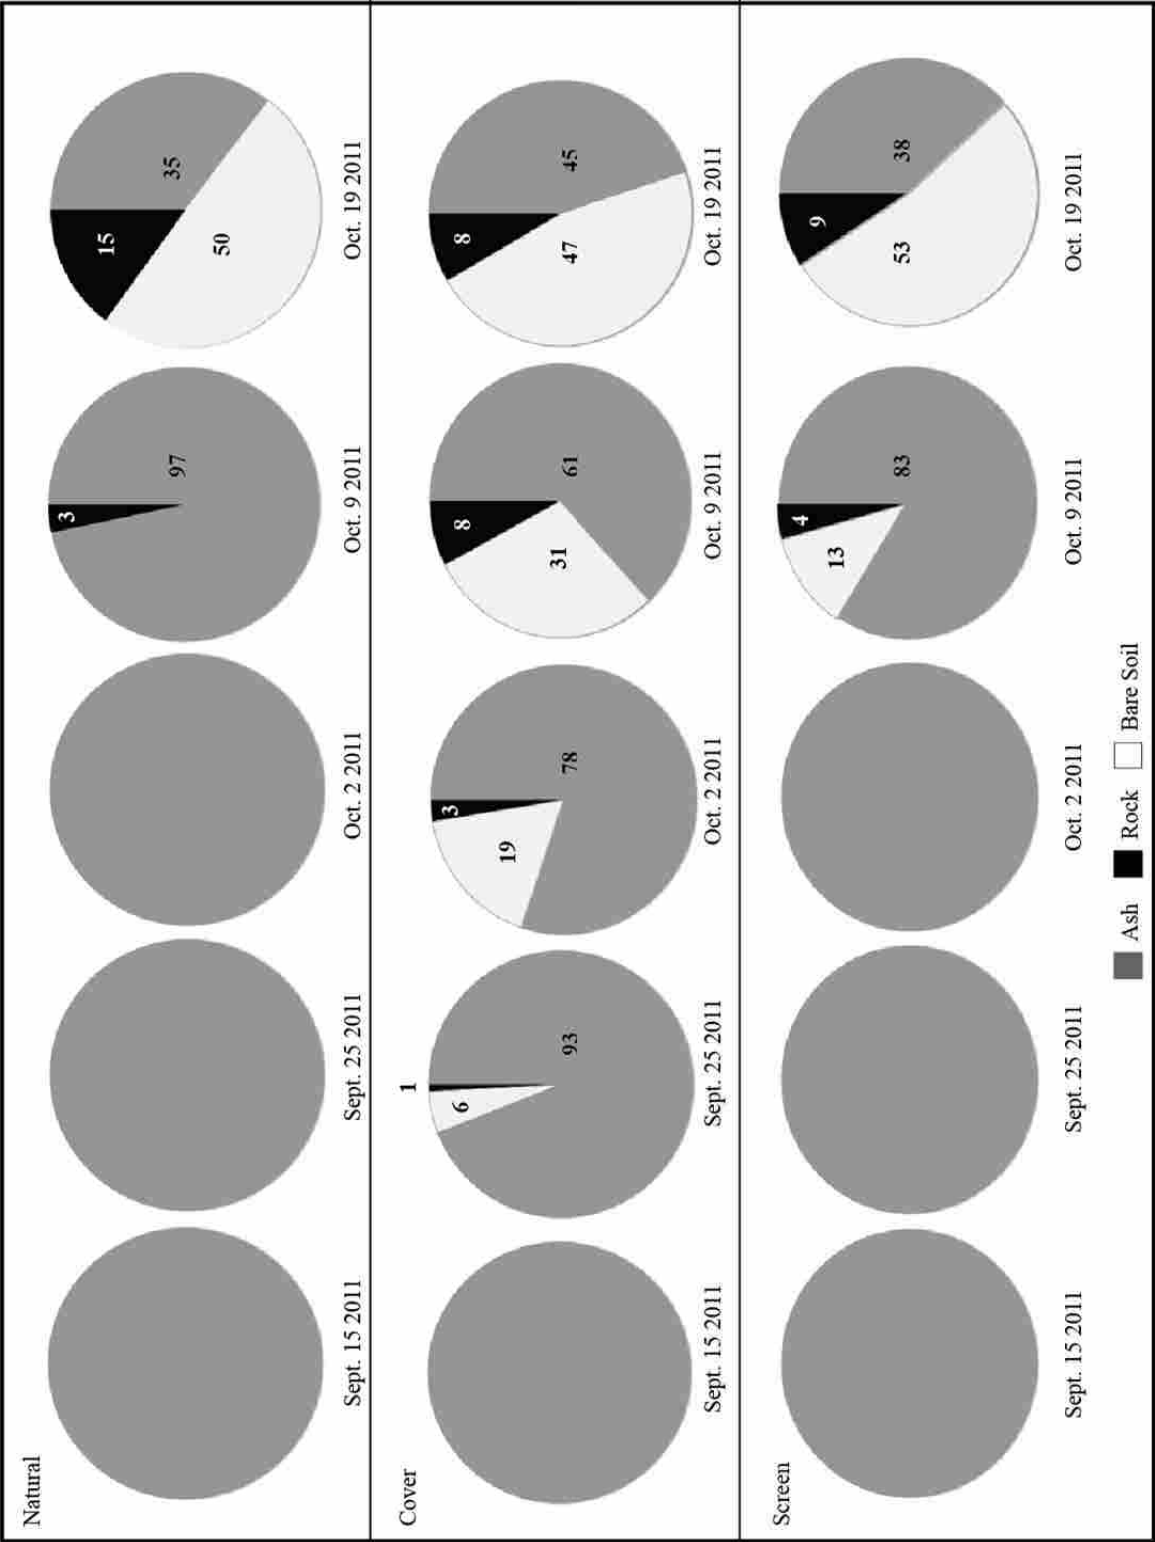 Natural
15
35
50
3
97
Sept. 15 2011
Sept. 25 2011
Oct. 2 2011
Oct. 9 2011
Oct. 19 2011
Cover
1
6
93
3
19
78
8
31
61
8
47
45
Sept. 15 2011
Sept. 25 2011
Oct. 2 2011
Oct. 9 2011
Oct. 19 2011
Screen
4
13
83
9
53
38
Sept. 15 2011
Sept. 25 2011
Oct. 2 2011
Oct. 9 2011
Oct. 19 2011
Ash Rock Bare Soil